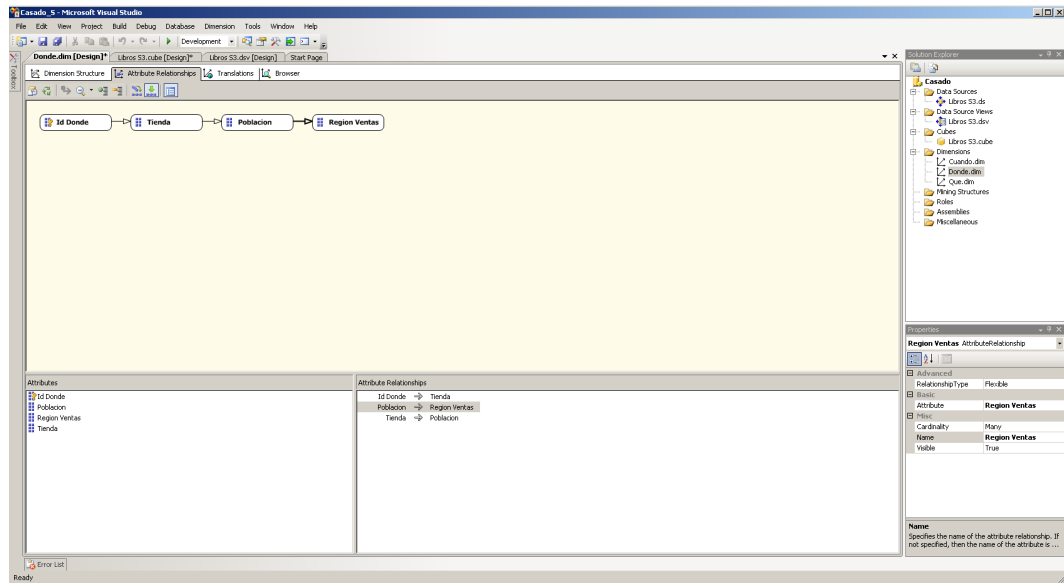 Casado_S - Microsoft Visual Studio
File Edit View Project Build Debug Database Dimension Tools Window Help
Development
Donde.dim [Design]* Libros S3.cube [Design]* Libros S3.dsv [Design] Start Page
Solution Explorer
Toolbox
Dimension Structure Attribute Relationships Translations Browser
Id Donde Tienda Poblacion Region Ventas
Casado
Data Sources
Libros S3.ds
Data Source Views
Libros S3.dsv
Cubes
Libros S3.cube
Dimensions
Cuando.dim
Donde.dim
Que.dim
Mining Structures
Roles
Assemblies
Miscellaneous
Properties
Region Ventas AttributeRelationship
Advanced
RelationshipType Flexible
Basic
Attribute Region Ventas
Misc
Cardinality Many
Name Region Ventas
Visible True
Name
Specifies the name of the attribute relationship. If
not specified, then the name of the attribute is ...
Attributes
Id Donde
Poblacion
Region Ventas
Tienda
Attribute Relationships
Id Donde Tienda
Poblacion Region Ventas
Tienda Poblacion
Error List
Ready